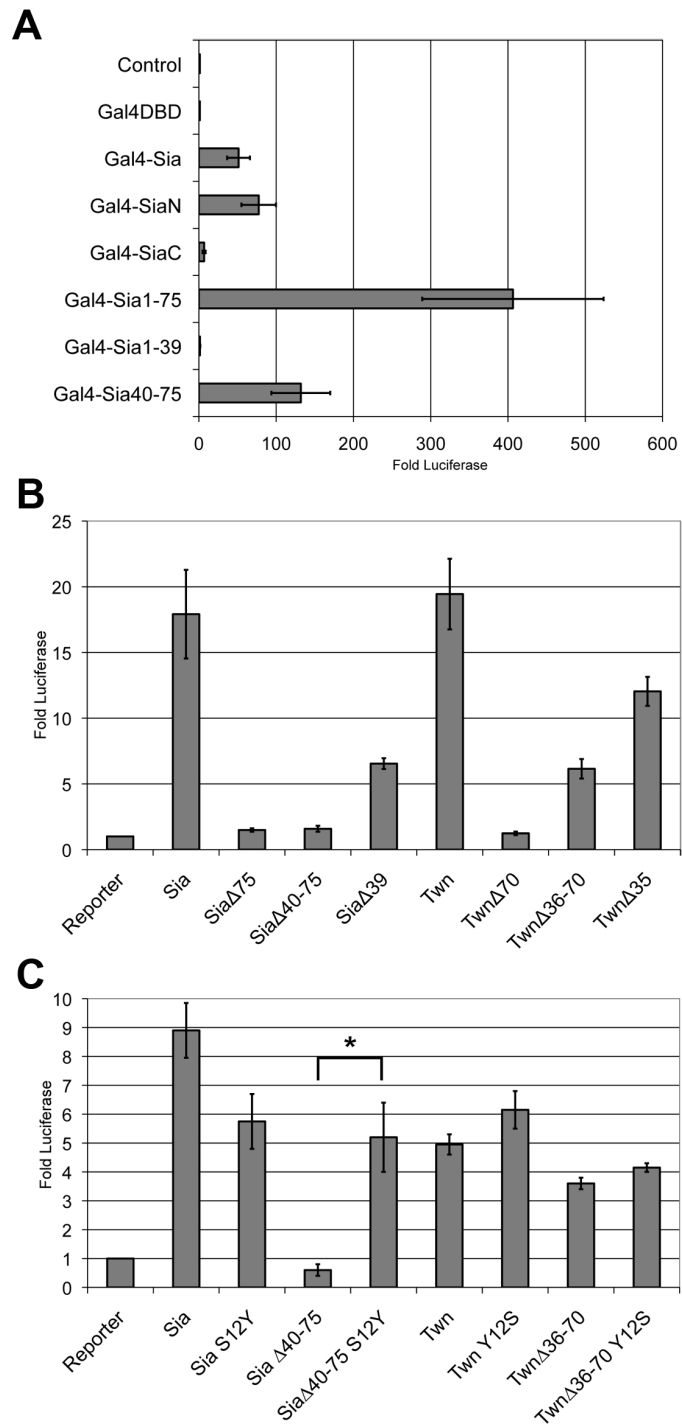 A
Control
Gal4DBD
Gal4-Sia
Gal4-SiaN
Gal4-SiaC
Gal4-Sia1-75
Gal4-Sia1-39
Gal4-Sia40-75
0 100 200 300 400 500 600
Fold Luciferase
B
25
20
15
10
5
0
Fold Luciferase
Reporter
Sia
SiaΔ75
SiaΔ40-75
SiaΔ39
Twn
TwnΔ70
TwnΔ36-70
TwnΔ35
C
10
9
8
7
6
5
4
3
2
1
0
Fold Luciferase
*
Reporter
Sia
Sia S12Y
Sia Δ40-75
SiaΔ40-75 S12Y
Twn
Twn Y12S
TwnΔ36-70
TwnΔ36-70 Y12S